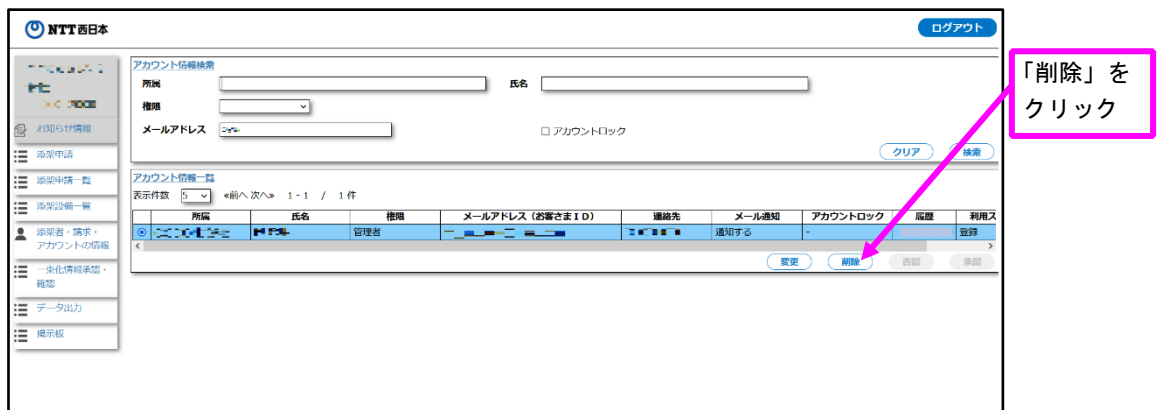 NTT西日本
ログアウト
「削除」を
クリック
お知らせ情報
添架申請
添架申請一覧
添架設備一覧
添架者・請求・
アカウントの情報
一束化情報承認・
確認
データ出力
掲示板
アカウント情報検索
所属
氏名
権限
メールアドレス
アカウントロック
クリア
検索
アカウント情報一覧
表示件数 5 «前へ 次へ» 1 - 1 / 1 件
所属 氏名 権限 メールアドレス（お客さまＩＤ） 連絡先 メール通知 アカウントロック 履歴 利用ス
管理者 通知する - 登録
変更 削除 否認 承認